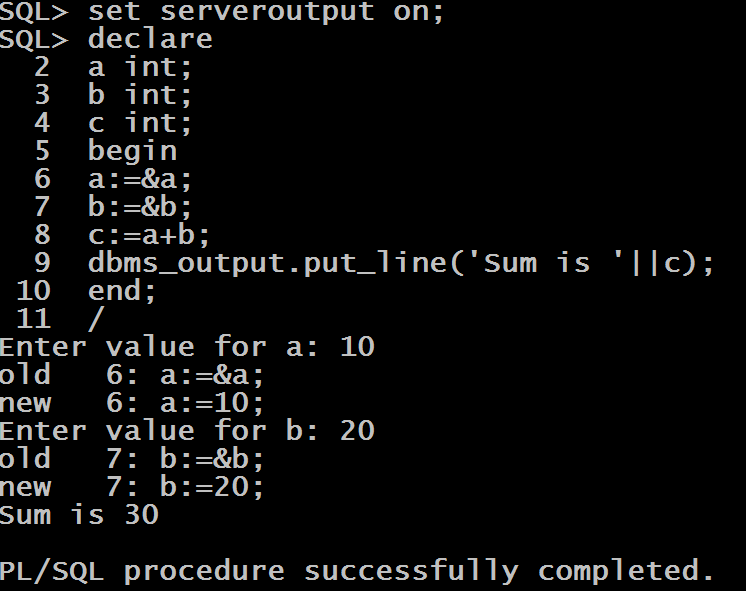 SQL> set serveroutput on;
SQL> declare
  2  a int;
  3  b int;
  4  c int;
  5  begin
  6  a:=&a;
  7  b:=&b;
  8  c:=a+b;
  9  dbms_output.put_line('Sum is '||c);
 10  end;
 11  /
Enter value for a: 10
old   6: a:=&a;
new   6: a:=10;
Enter value for b: 20
old   7: b:=&b;
new   7: b:=20;
Sum is 30

PL/SQL procedure successfully completed.